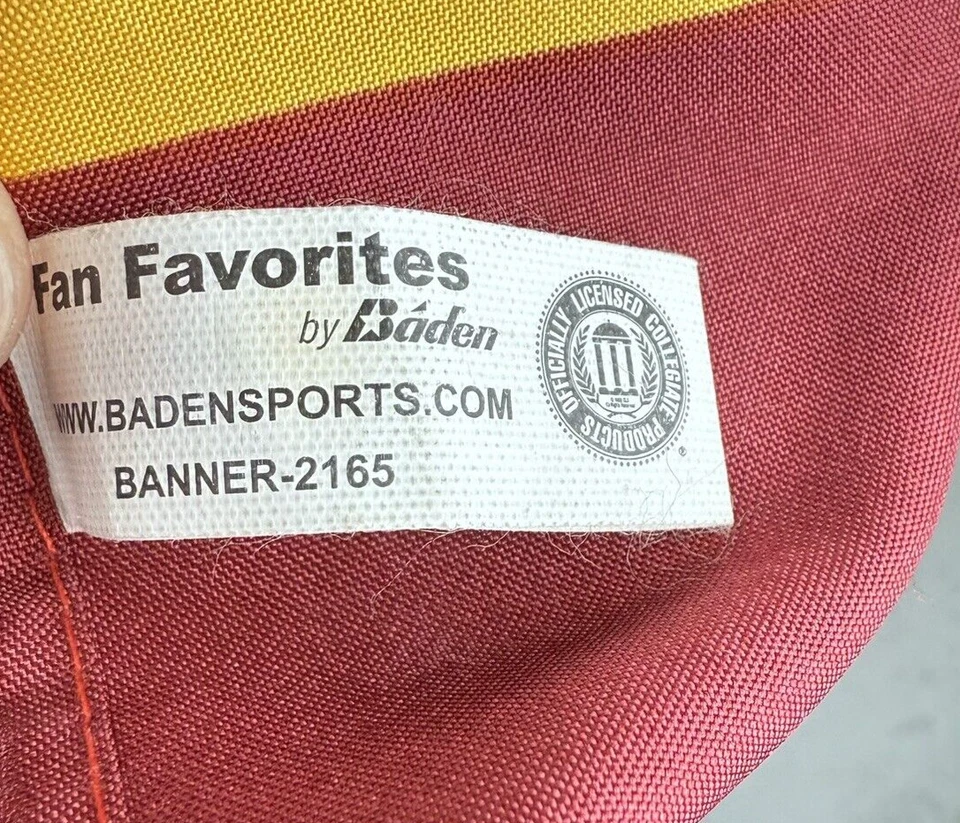 Fan Favorites
by Baden
WWW.BADENSPORTS.COM
BANNER-2165
OFFICIALLY LICENSED COLLEGIATE PRODUCTS
®